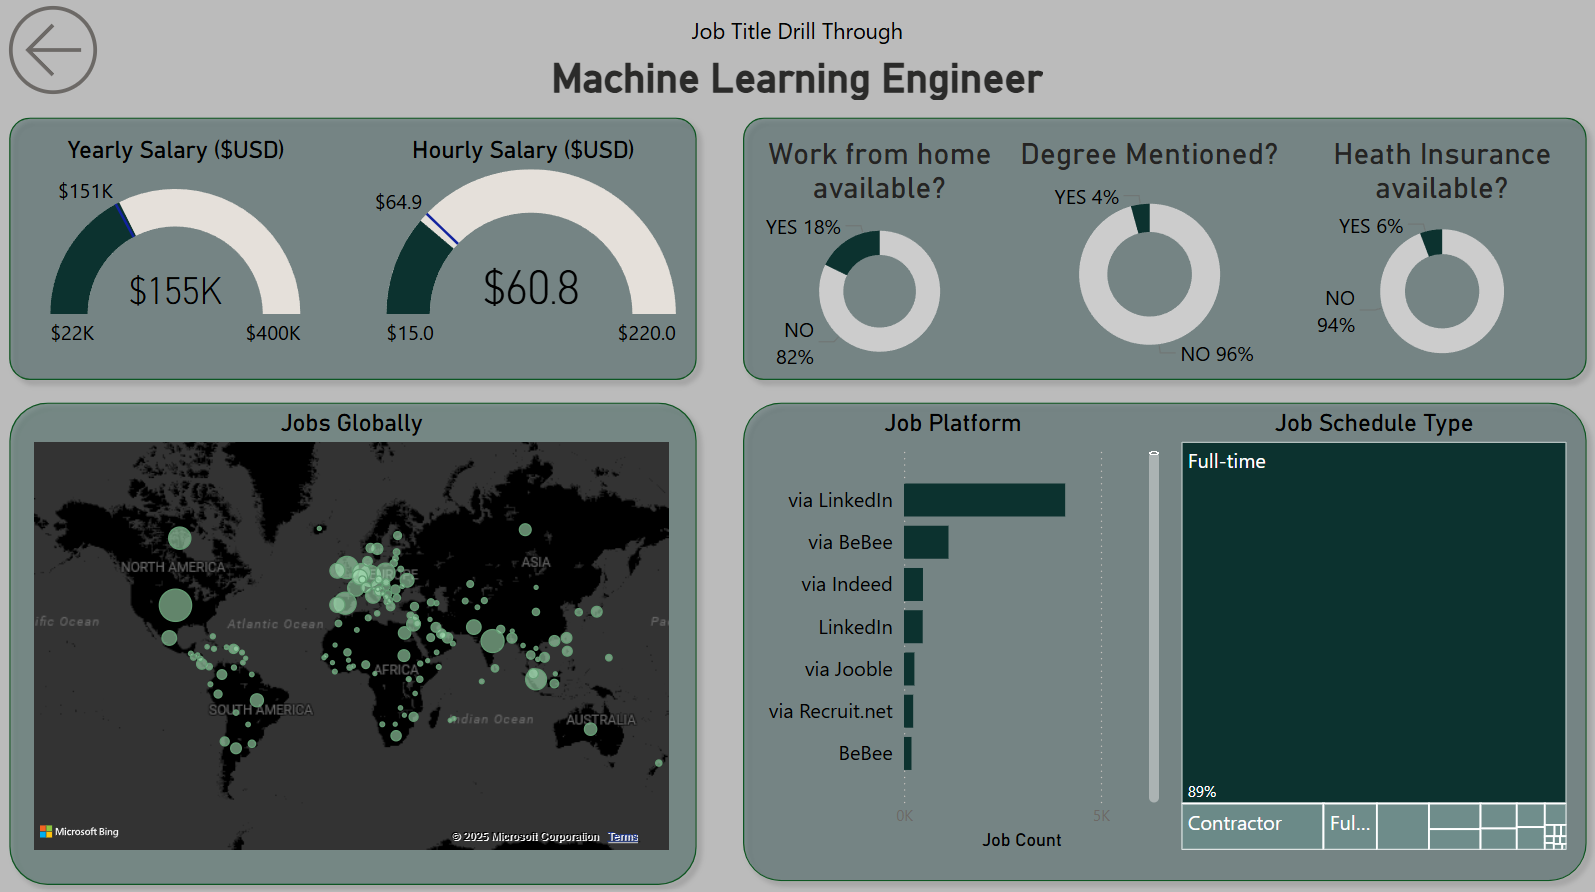 Job Title Drill Through
Machine Learning Engineer
Yearly Salary ($USD)
$151K
$155K
$22K
$400K
Hourly Salary ($USD)
$64.9
$60.8
$15.0
$220.0
Work from home
available?
YES 18%
NO
82%
Degree Mentioned?
YES 4%
NO 96%
Heath Insurance
available?
YES 6%
NO
94%
Jobs Globally
NORTH AMERICA
EUROPE
ASIA
ific Ocean
Atlantic Ocean
Pac
AFRICA
SOUTH AMERICA
Indian Ocean
AUSTRALIA
Microsoft Bing
© 2025 Microsoft Corporation Terms
Job Platform
via LinkedIn
via BeBee
via Indeed
LinkedIn
via Jooble
via Recruit.net
BeBee
0K
5K
Job Count
Job Schedule Type
Full-time
89%
Contractor
Ful...